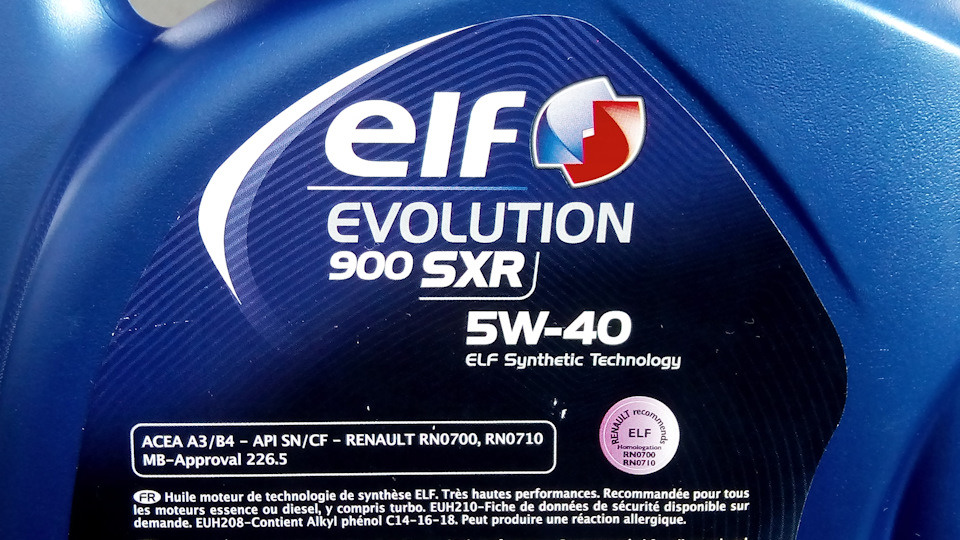 elf
EVOLUTION
900 SXR
5W-40
ELF Synthetic Technology
RENAULT recommends
ELF
Homologation
RN0700
RN0710
ACEA A3/B4 - API SN/CF - RENAULT RN0700, RN0710
MB-Approval 226.5
FR Huile moteur de technologie de synthèse ELF. Très hautes performances. Recommandée pour tous
les moteurs essence ou diesel, y compris turbo. EUH210-Fiche de données de sécurité disponible sur
demande. EUH208-Contient Alkyl phénol C14-16-18. Peut produire une réaction allergique.